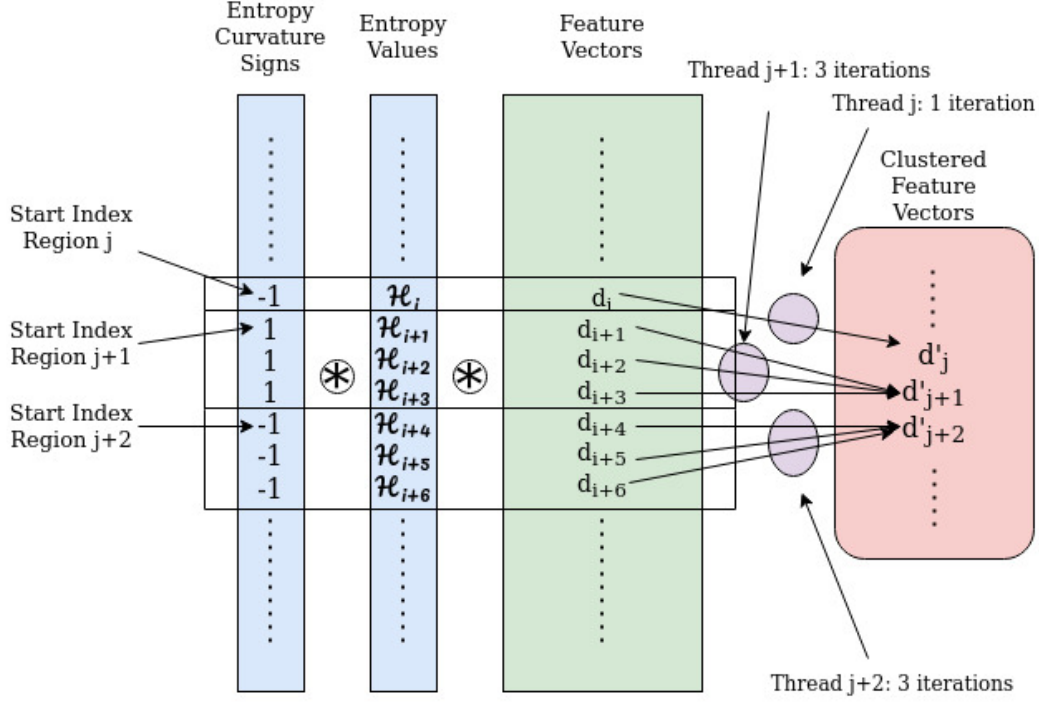 Entropy
Curvature
Signs
Entropy
Values
Feature
Vectors
Thread j+1: 3 iterations
Thread j: 1 iteration
Clustered
Feature
Vectors
Start Index
Region j
-1 ℋi di
Start Index
Region j+1
1 ℋi+1 di+1
1 ℋi+2 di+2
1 ℋi+3 di+3
Start Index
Region j+2
-1 ℋi+4 di+4
-1 ℋi+5 di+5
-1 ℋi+6 di+6
d'j
d'j+1
d'j+2
Thread j+2: 3 iterations